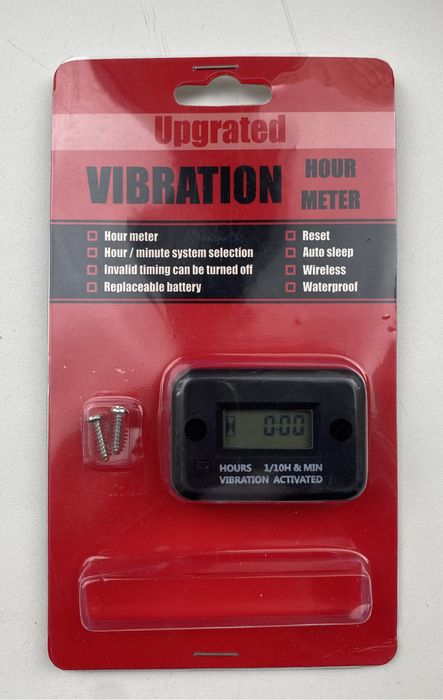 Upgrated
VIBRATION HOUR METER
Hour meter
Hour / minute system selection
Invalid timing can be turned off
Replaceable battery
Reset
Auto sleep
Wireless
Waterproof
0:00
HOURS 1/10H & MIN
VIBRATION ACTIVATED